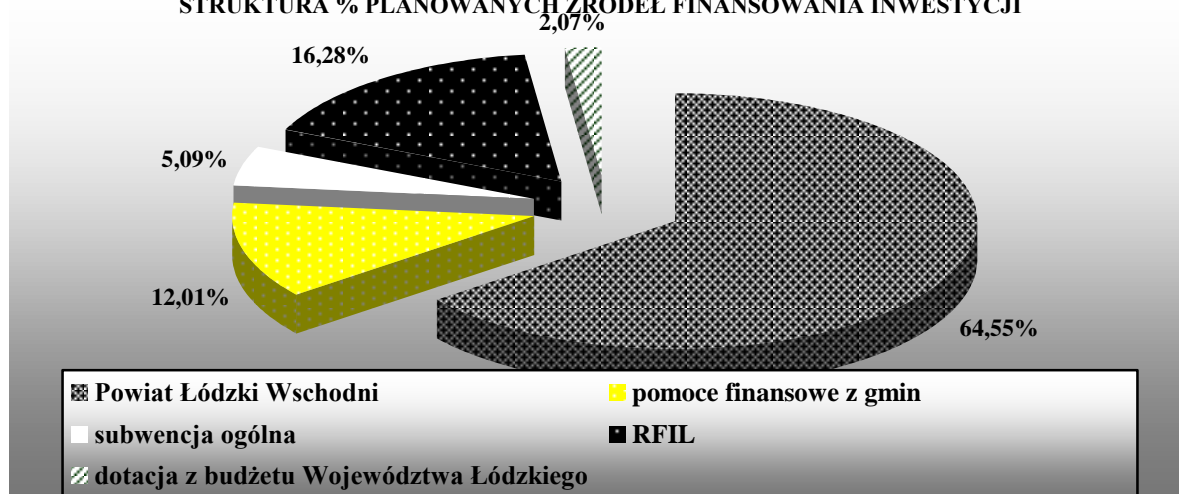 STRUKTURA % PLANOWANYCH ŹRÓDEŁ FINANSOWANIA INWESTYCJI
2,07%
16,28%
5,09%
12,01%
64,55%
Powiat Łódzki Wschodni
pomoce finansowe z gmin
subwencja ogólna
RFIL
dotacja z budżetu Województwa Łódzkiego